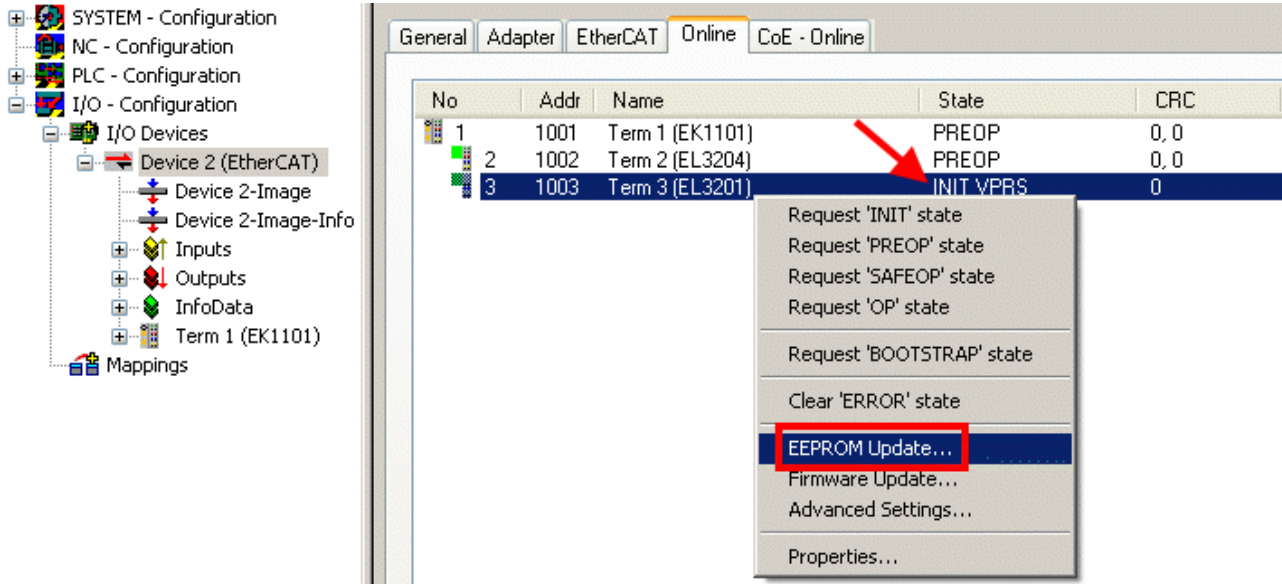 SYSTEM - Configuration
NC - Configuration
PLC - Configuration
I/O - Configuration
I/O Devices
Device 2 (EtherCAT)
Device 2-Image
Device 2-Image-Info
Inputs
Outputs
InfoData
Term 1 (EK1101)
Mappings
General Adapter EtherCAT Online CoE - Online
No Addr Name State CRC
1 1001 Term 1 (EK1101) PREOP 0, 0
2 1002 Term 2 (EL3204) PREOP 0, 0
3 1003 Term 3 (EL3201) INIT VPRS 0
Request 'INIT' state
Request 'PREOP' state
Request 'SAFEOP' state
Request 'OP' state
Request 'BOOTSTRAP' state
Clear 'ERROR' state
EEPROM Update...
Firmware Update...
Advanced Settings...
Properties...